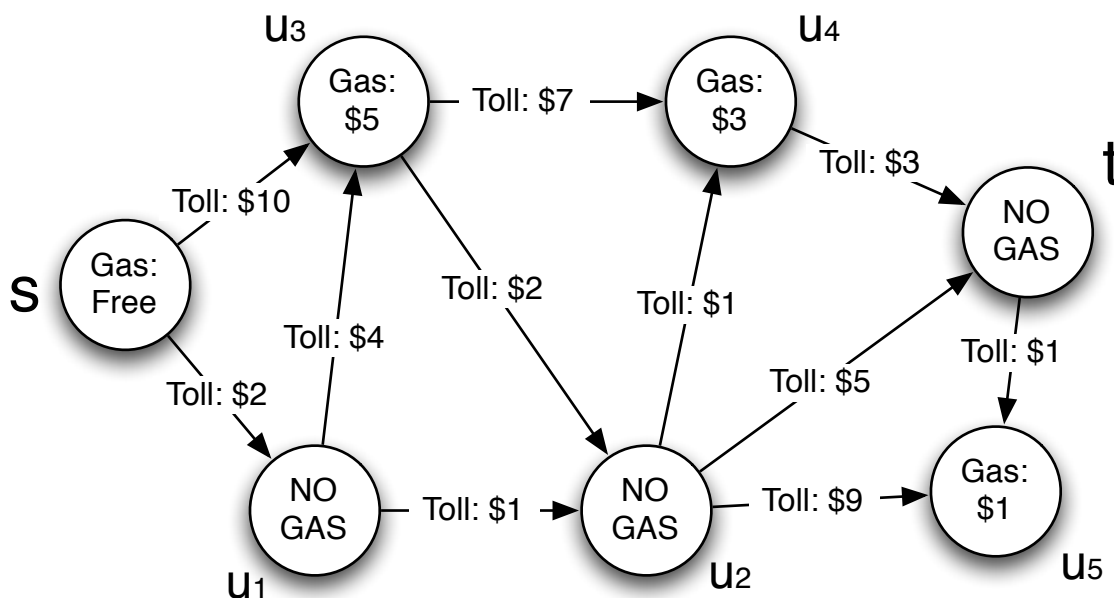 u3
Gas:
$5
Toll: $7
u4
Gas:
$3
Toll: $3
t
NO
GAS
Toll: $10
s
Gas:
Free
Toll: $4
Toll: $2
Toll: $1
Toll: $5
Toll: $1
Toll: $2
NO
GAS
u1
Toll: $1
NO
GAS
u2
Toll: $9
Gas:
$1
u5